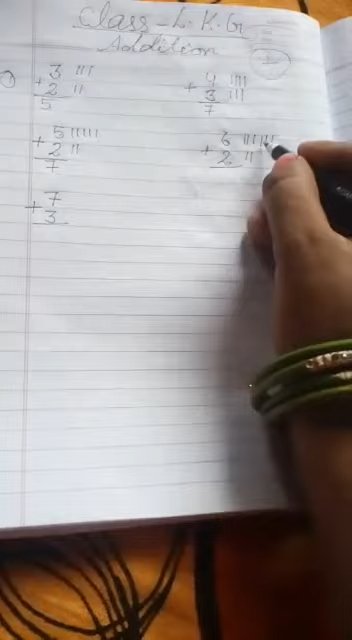 Class - L.K.G
Addition
3 ||| 4 ||||
+ 2 || + 3 |||
5 7
5 ||||| 6 ||||||
+ 2 || + 2 ||
7
7
+ 3